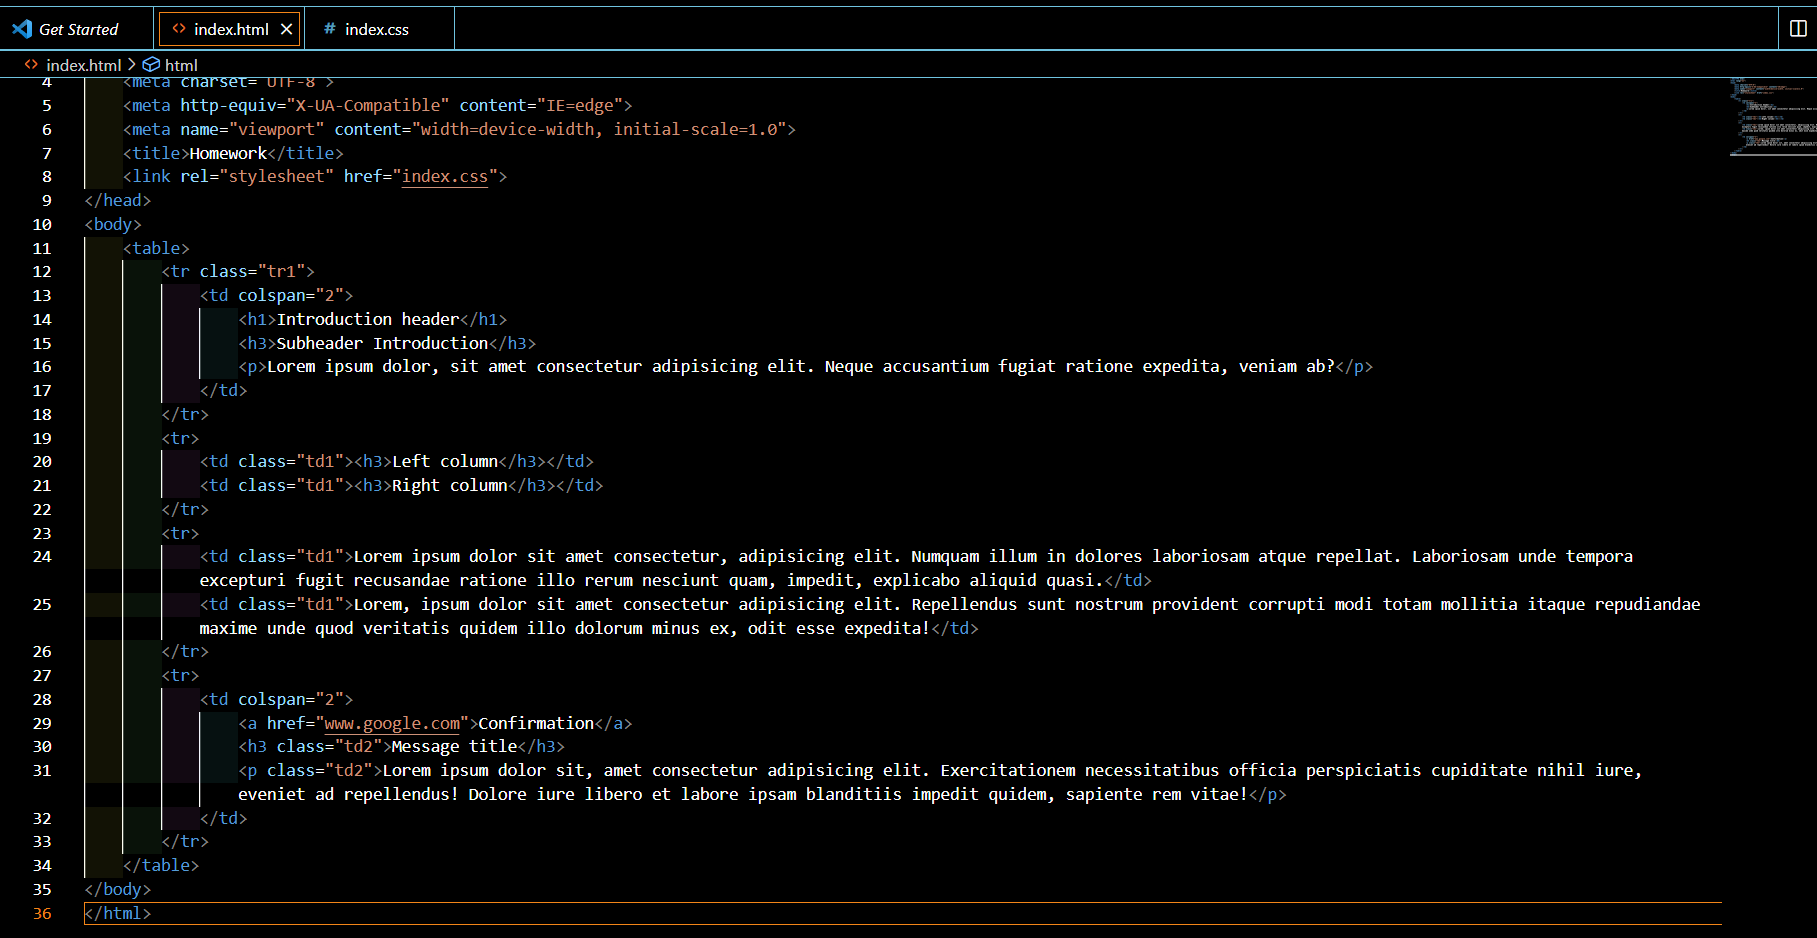 Get Started
index.html
# index.css
index.html > html
4 <meta charset="UTF-8">
5 <meta http-equiv="X-UA-Compatible" content="IE=edge">
6 <meta name="viewport" content="width=device-width, initial-scale=1.0">
7 <title>Homework</title>
8 <link rel="stylesheet" href="index.css">
9 </head>
10 <body>
11 <table>
12 <tr class="tr1">
13 <td colspan="2">
14 <h1>Introduction header</h1>
15 <h3>Subheader Introduction</h3>
16 <p>Lorem ipsum dolor, sit amet consectetur adipisicing elit. Neque accusantium fugiat ratione expedita, veniam ab?</p>
17 </td>
18 </tr>
19 <tr>
20 <td class="td1"><h3>Left column</h3></td>
21 <td class="td1"><h3>Right column</h3></td>
22 </tr>
23 <tr>
24 <td class="td1">Lorem ipsum dolor sit amet consectetur, adipisicing elit. Numquam illum in dolores laboriosam atque repellat. Laboriosam unde tempora
excepturi fugit recusandae ratione illo rerum nesciunt quam, impedit, explicabo aliquid quasi.</td>
25 <td class="td1">Lorem, ipsum dolor sit amet consectetur adipisicing elit. Repellendus sunt nostrum provident corrupti modi totam mollitia itaque repudiandae
maxime unde quod veritatis quidem illo dolorum minus ex, odit esse expedita!</td>
26 </tr>
27 <tr>
28 <td colspan="2">
29 <a href="www.google.com">Confirmation</a>
30 <h3 class="td2">Message title</h3>
31 <p class="td2">Lorem ipsum dolor sit, amet consectetur adipisicing elit. Exercitationem necessitatibus officia perspiciatis cupiditate nihil iure,
eveniet ad repellendus! Dolore iure libero et labore ipsam blanditiis impedit quidem, sapiente rem vitae!</p>
32 </td>
33 </tr>
34 </table>
35 </body>
36 </html>